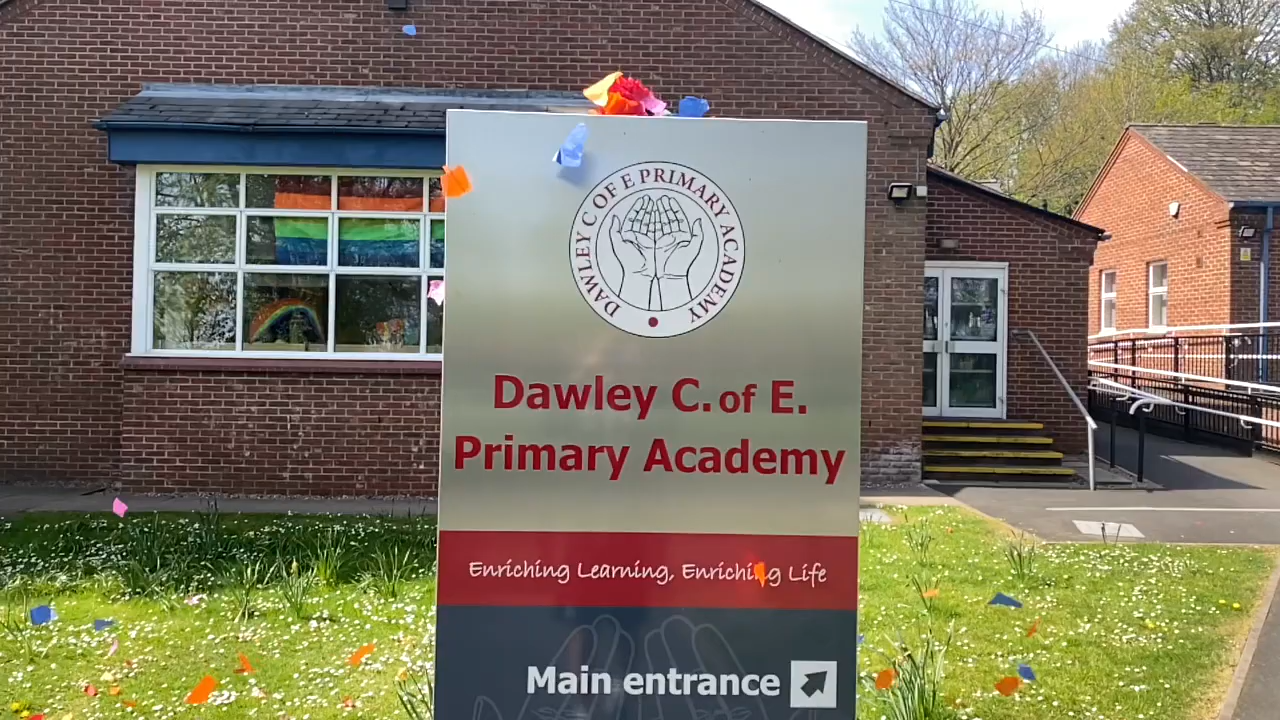 DAWLEY C OF E PRIMARY ACADEMY
Dawley C. of E.
Primary Academy
Enriching Learning, Enriching Life
Main entrance